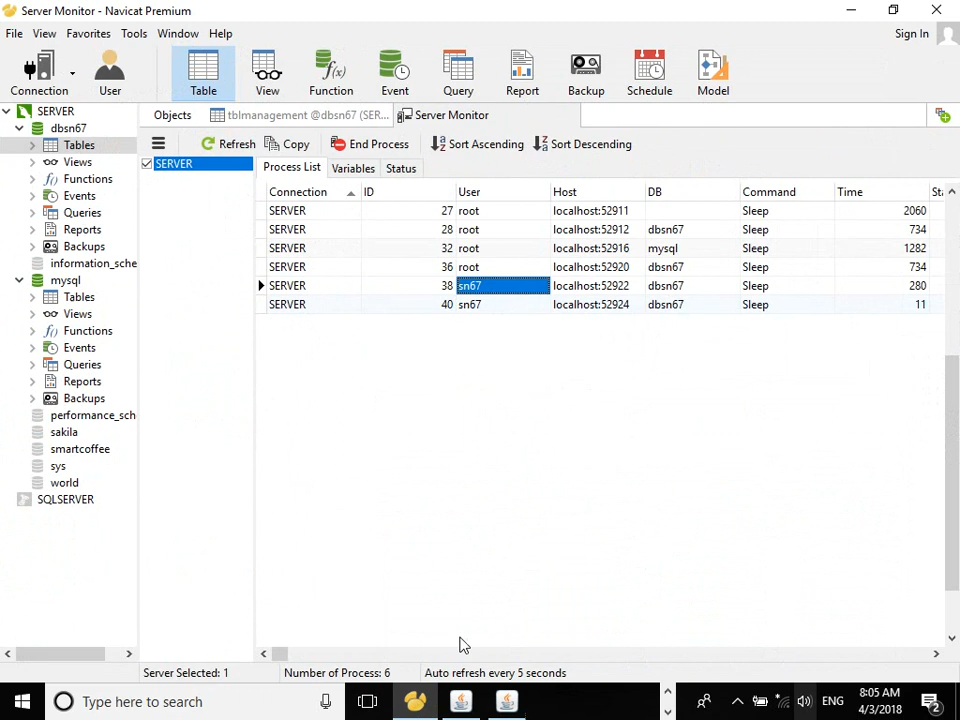 Server Monitor - Navicat Premium
File View Favorites Tools Window Help Sign In
Connection User Table View Function Event Query Report Backup Schedule Model
SERVER
dbsn67
Tables
Views
Functions
Events
Queries
Reports
Backups
information_sche
mysql
Tables
Views
Functions
Events
Queries
Reports
Backups
performance_sch
sakila
smartcoffee
sys
world
SQLSERVER
Objects tblmanagement @dbsn67 (SER... Server Monitor
Refresh Copy End Process Sort Ascending Sort Descending
SERVER
Process List Variables Status
Connection ID User Host DB Command Time Sta
SERVER 27 root localhost:52911 Sleep 2060
SERVER 28 root localhost:52912 dbsn67 Sleep 734
SERVER 32 root localhost:52916 mysql Sleep 1282
SERVER 36 root localhost:52920 dbsn67 Sleep 734
SERVER 38 sn67 localhost:52922 dbsn67 Sleep 280
SERVER 40 sn67 localhost:52924 dbsn67 Sleep 11
Server Selected: 1 Number of Process: 6 Auto refresh every 5 seconds
Type here to search ENG 8:05 AM
4/3/2018 2